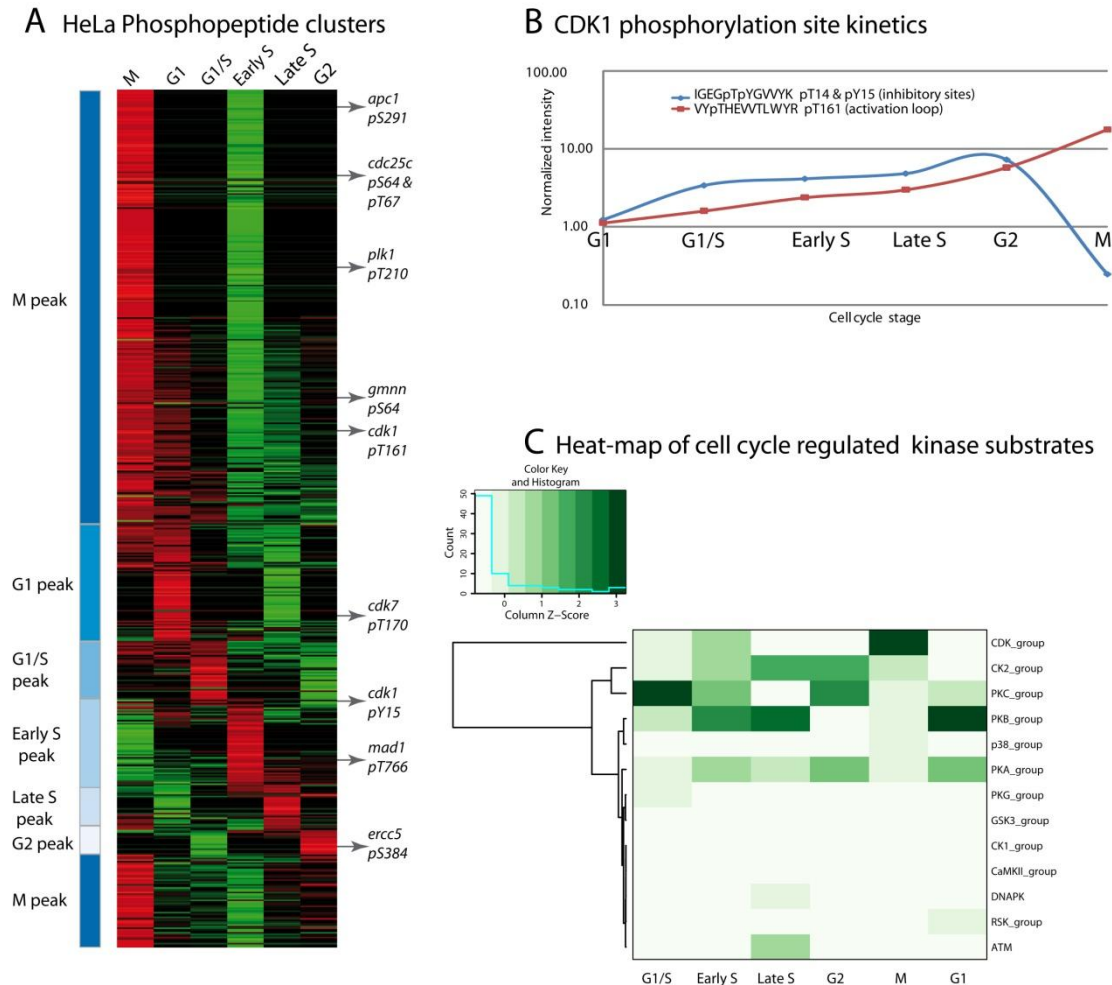 A HeLa Phosphopeptide clusters
M G1 G1/S Early S Late S G2
M peak
G1 peak
G1/S
peak
Early S
peak
Late S
peak
G2 peak
M peak
apc1
pS291
cdc25c
pS64 &
pT67
plk1
pT210
gmnn
pS64
cdk1
pT161
cdk7
pT170
cdk1
pY15
mad1
pT766
ercc5
pS384
B CDK1 phosphorylation site kinetics
100.00
10.00
1.00
0.10
Normalized intensity
IGEGpTpYGVVYK pT14 & pY15 (inhibitory sites)
VYpTHEVVTLWYR pT161 (activation loop)
G1 G1/S Early S Late S G2 M
Cell cycle stage
C Heat-map of cell cycle regulated kinase substrates
Color Key
and Histogram
Count
0 10 20 30 40 50
0 1 2 3
Column Z-Score
CDK_group
CK2_group
PKC_group
PKB_group
p38_group
PKA_group
PKG_group
GSK3_group
CK1_group
CaMKII_group
DNAPK
RSK_group
ATM
G1/S Early S Late S G2 M G1